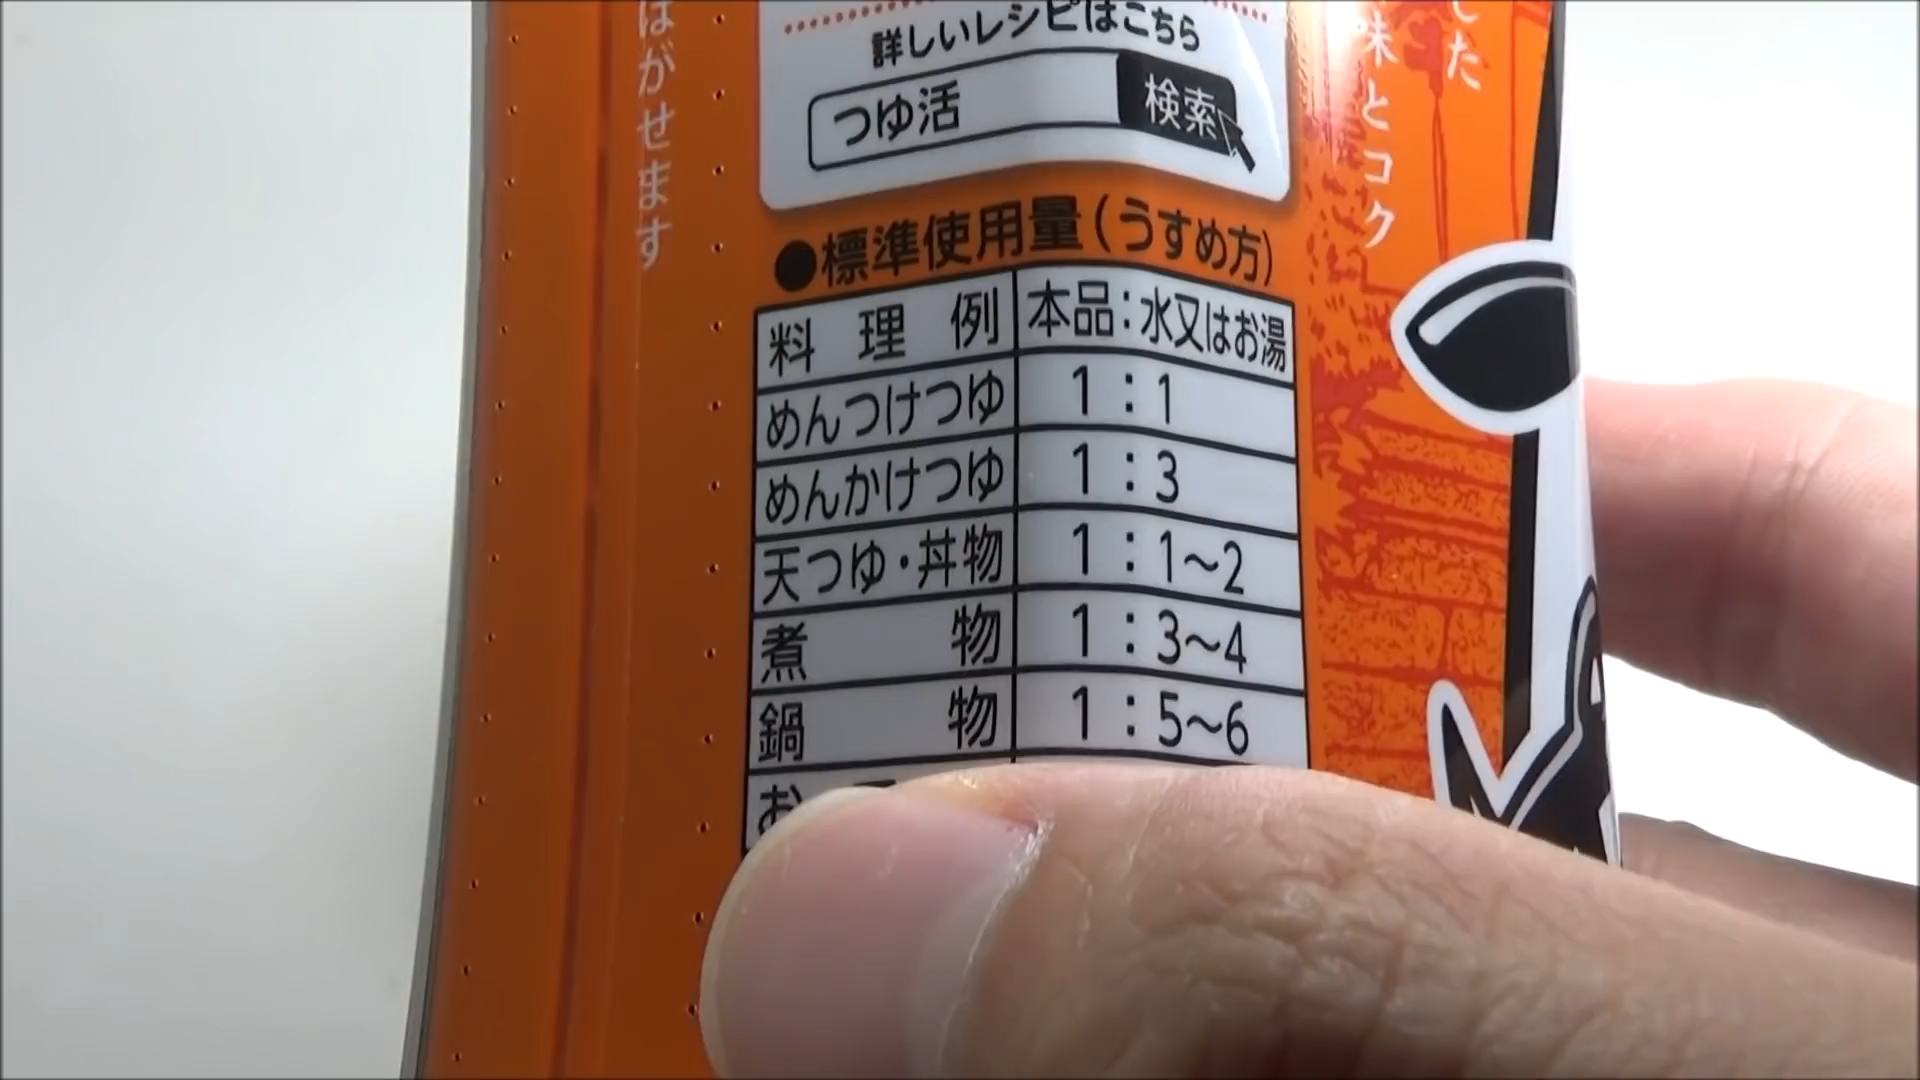 はがせます
詳しいレシピはこちら
つゆ活 検索
●標準使用量(うすめ方)
料理例 本品:水又はお湯
めんつけつゆ 1:1
めんかけつゆ 1:3
天つゆ・丼物 1:1~2
煮物 1:3~4
鍋物 1:5~6
お
した
味とコク